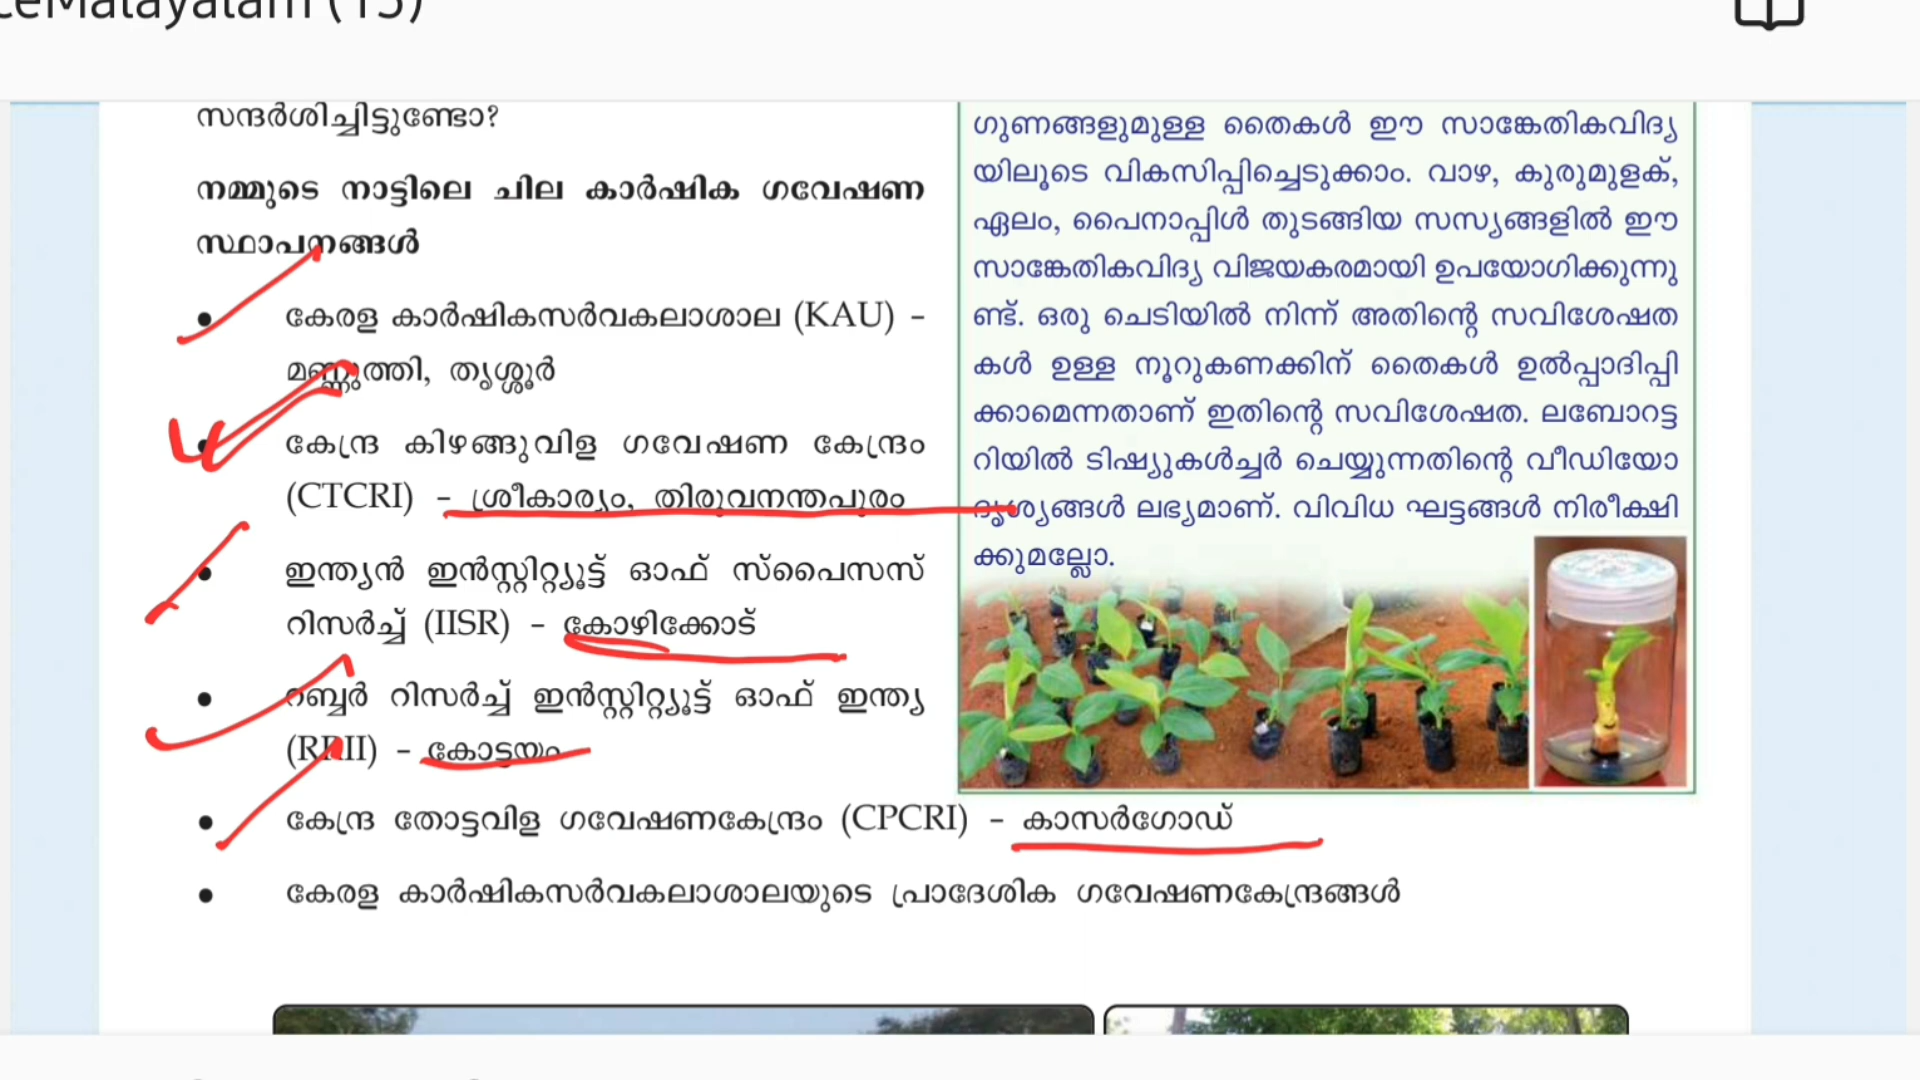 ceMalayalam (15)
സന്ദർശിച്ചിട്ടുണ്ടോ?
നമ്മുടെ നാട്ടിലെ ചില കാർഷിക ഗവേഷണ
സ്ഥാപനങ്ങൾ
• കേരള കാർഷികസർവകലാശാല (KAU) –
മണ്ണുത്തി, തൃശ്ശൂർ
• കേന്ദ്ര കിഴങ്ങുവിള ഗവേഷണ കേന്ദ്രം
(CTCRI) – ശ്രീകാര്യം, തിരുവനന്തപുരം
• ഇന്ത്യൻ ഇൻസ്റ്റിറ്റ്യൂട്ട് ഓഫ് സ്പൈസസ്
റിസർച്ച് (IISR) – കോഴിക്കോട്
• റബ്ബർ റിസർച്ച് ഇൻസ്റ്റിറ്റ്യൂട്ട് ഓഫ് ഇന്ത്യ
(RRII) – കോട്ടയം
• കേന്ദ്ര തോട്ടവിള ഗവേഷണകേന്ദ്രം (CPCRI) – കാസർഗോഡ്
• കേരള കാർഷികസർവകലാശാലയുടെ പ്രാദേശിക ഗവേഷണകേന്ദ്രങ്ങൾ
ഗുണങ്ങളുമുള്ള തൈകൾ ഈ സാങ്കേതികവിദ്യ
യിലൂടെ വികസിപ്പിച്ചെടുക്കാം. വാഴ, കുരുമുളക്,
ഏലം, പൈനാപ്പിൾ തുടങ്ങിയ സസ്യങ്ങളിൽ ഈ
സാങ്കേതികവിദ്യ വിജയകരമായി ഉപയോഗിക്കുന്നു
ണ്ട്. ഒരു ചെടിയിൽ നിന്ന് അതിന്റെ സവിശേഷത
കൾ ഉള്ള നൂറുകണക്കിന് തൈകൾ ഉൽപ്പാദിപ്പി
ക്കാമെന്നതാണ് ഇതിന്റെ സവിശേഷത. ലബോറട്ട
റിയിൽ ടിഷ്യുകൾച്ചർ ചെയ്യുന്നതിന്റെ വീഡിയോ
ദൃശ്യങ്ങൾ ലഭ്യമാണ്. വിവിധ ഘട്ടങ്ങൾ നിരീക്ഷി
ക്കുമല്ലോ.